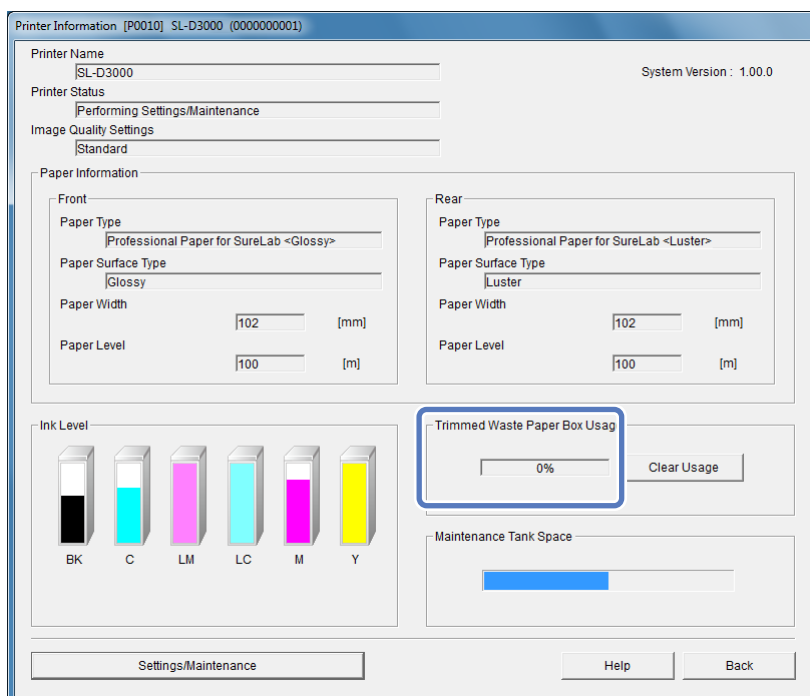 Printer Information [P0010] SL-D3000 (0000000001)
Printer Name
SL-D3000
System Version : 1.00.0
Printer Status
Performing Settings/Maintenance
Image Quality Settings
Standard
Paper Information
Front
Paper Type
Professional Paper for SureLab <Glossy>
Paper Surface Type
Glossy
Paper Width
102 [mm]
Paper Level
100 [m]
Rear
Paper Type
Professional Paper for SureLab <Luster>
Paper Surface Type
Luster
Paper Width
102 [mm]
Paper Level
100 [m]
Ink Level
BK C LM LC M Y
Trimmed Waste Paper Box Usag
0%
Clear Usage
Maintenance Tank Space
Settings/Maintenance
Help
Back